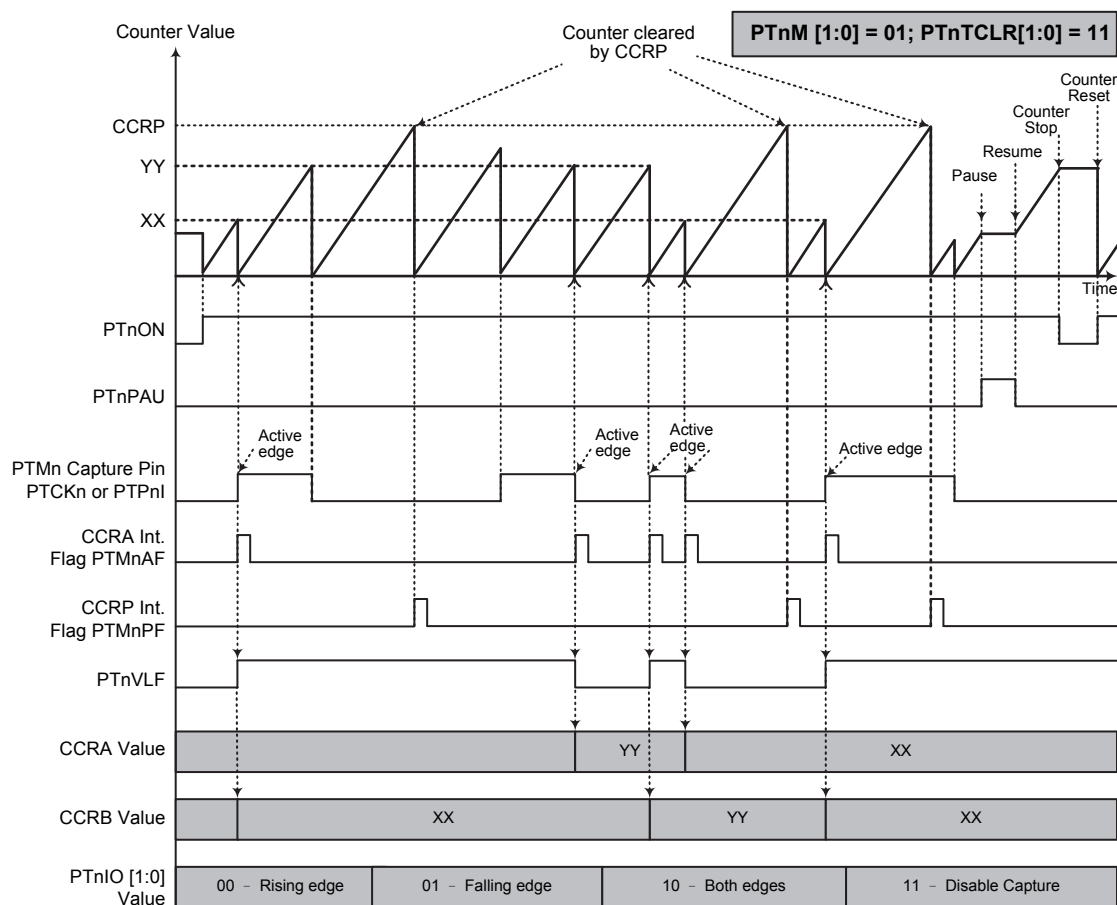 PTnM [1:0] = 01; PTnTCLR[1:0] = 11
Counter Value
Counter cleared
by CCRP
Counter
Reset
Counter
Stop
CCRP
YY
XX
Resume
Pause
Time
PTnON
PTnPAU
Active
edge
Active
edge
Active
edge
Active edge
PTMn Capture Pin
PTCKn or PTPnI
CCRA Int.
Flag PTMnAF
CCRP Int.
Flag PTMnPF
PTnVLF
CCRA Value
YY
XX
CCRB Value
XX
YY
XX
PTnIO [1:0]
Value
00 – Rising edge
01 – Falling edge
10 – Both edges
11 – Disable Capture